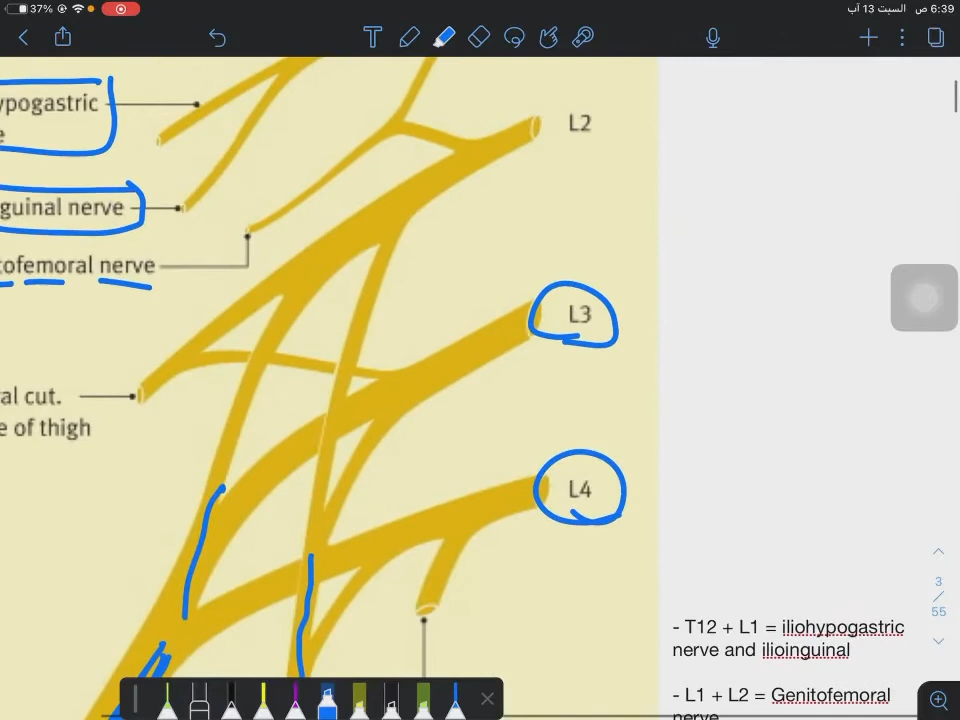 37%
السبت 13 آب
6:39 ص
ypogastric
e
L2
guinal nerve
tofemoral nerve
L3
al cut.
e of thigh
L4
3
/
55
- T12 + L1 = iliohypogastric
nerve and ilioinguinal
- L1 + L2 = Genitofemoral
nerve